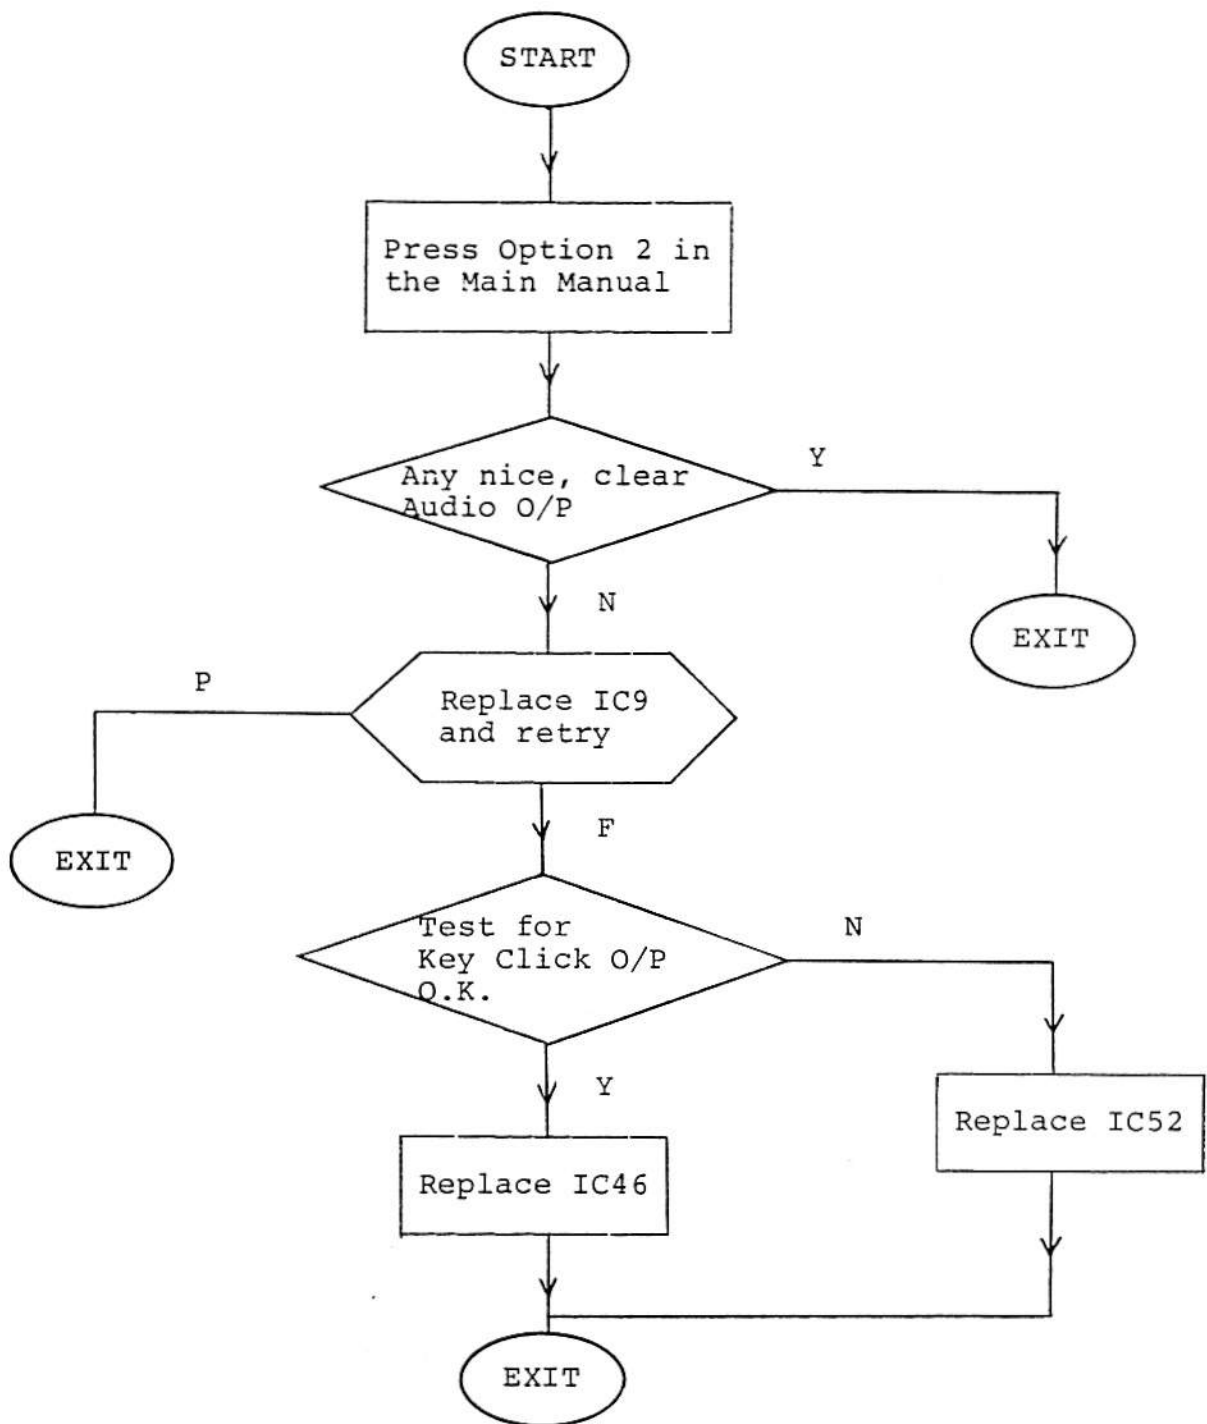 START
Press Option 2 in
the Main Manual
Any nice, clear
Audio O/P
Y
N
EXIT
P
Replace IC9
and retry
F
EXIT
Test for
Key Click O/P
O.K.
N
Y
Replace IC52
Replace IC46
EXIT